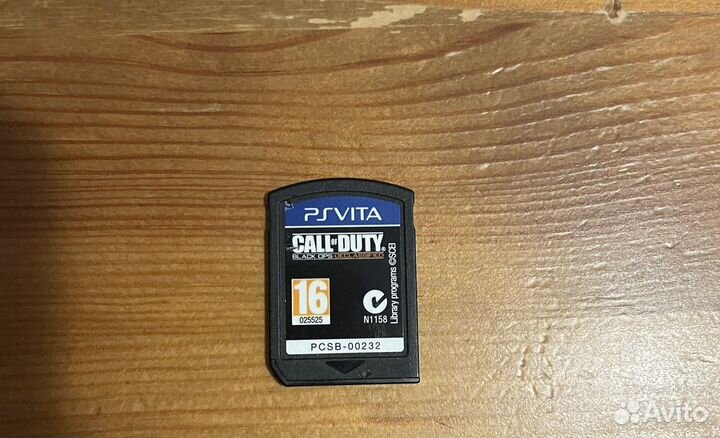 PSVITA
CALL OF DUTY®
BLACK OPS DECLASSIFIED
Library programs ©SCEI
16
025525
N1158
PCSB-00232
Avito